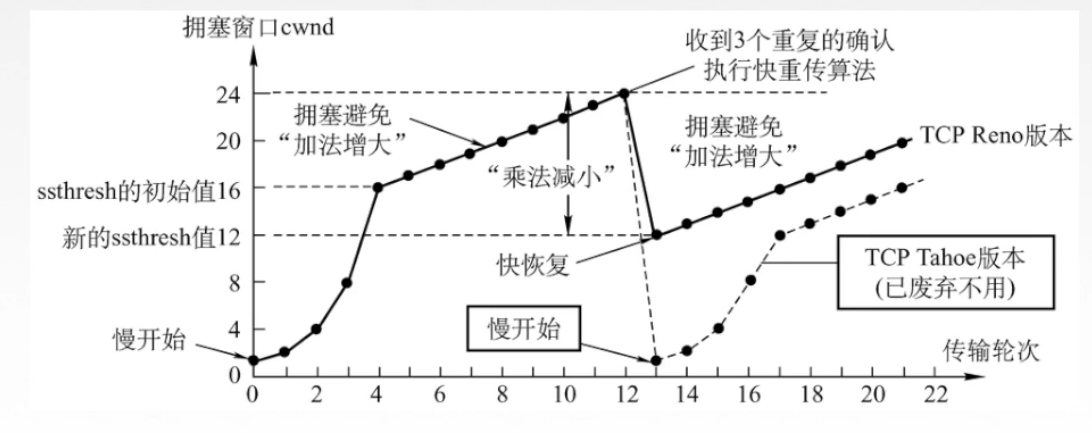 拥塞窗口cwnd
收到3个重复的确认
执行快重传算法
24
拥塞避免
“加法增大”
拥塞避免
“加法增大”
20
TCP Reno版本
“乘法减小”
ssthresh的初始值16
新的ssthresh值12
快恢复
TCP Tahoe版本
(已废弃不用)
8
慢开始
4
慢开始
传输轮次
0
0 2 4 6 8 10 12 14 16 18 20 22